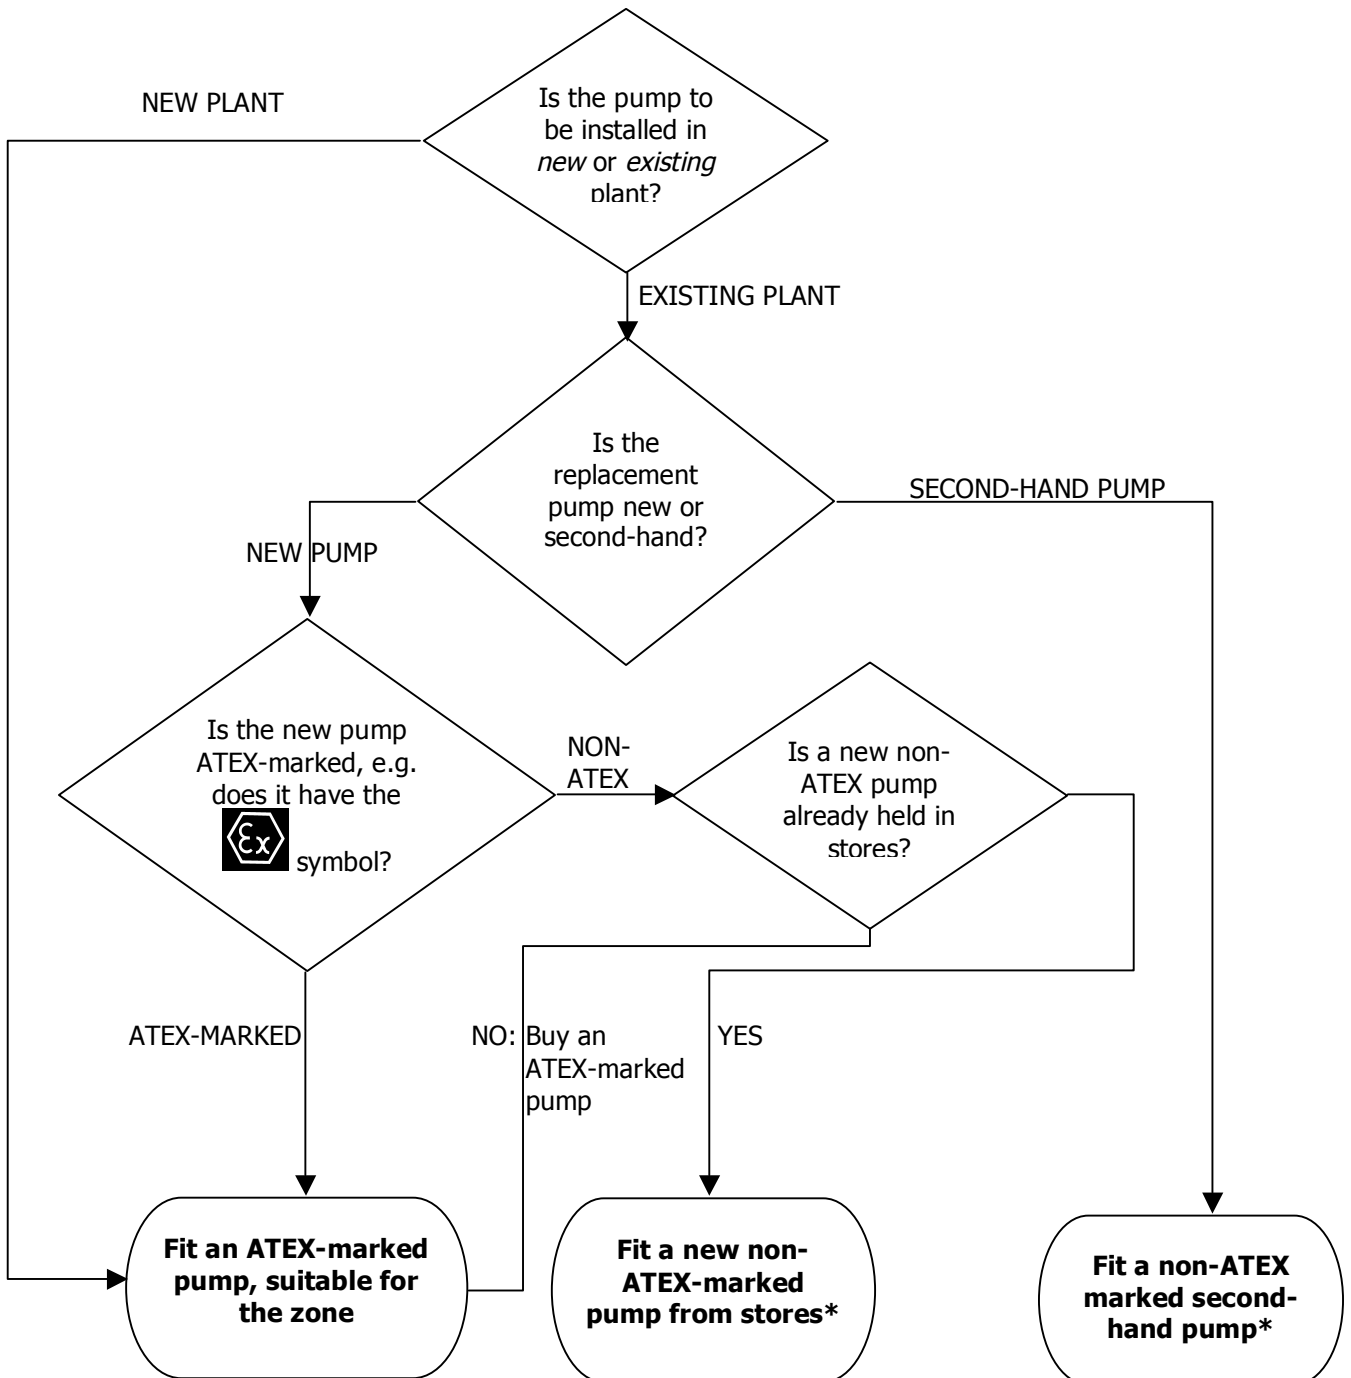 NEW PLANT
Is the pump to
be installed in
new or existing
plant?
EXISTING PLANT
Is the
replacement
pump new or
second-hand?
SECOND-HAND PUMP
NEW PUMP
Is the new pump
ATEX-marked, e.g.
does it have the
Ex
symbol?
NON-
ATEX
Is a new non-
ATEX pump
already held in
stores?
ATEX-MARKED
NO: Buy an
ATEX-marked
pump
YES
Fit an ATEX-marked
pump, suitable for
the zone
Fit a new non-
ATEX-marked
pump from stores*
Fit a non-ATEX
marked second-
hand pump*